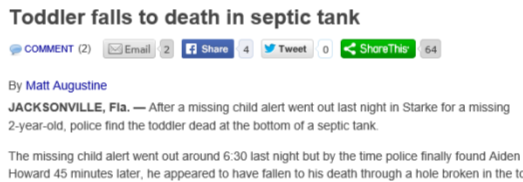 Toddler falls to death in septic tank
COMMENT (2) Email 2 Share 4 Tweet 0 ShareThis 64
By Matt Augustine
JACKSONVILLE, Fla. — After a missing child alert went out last night in Starke for a missing
2-year-old, police find the toddler dead at the bottom of a septic tank.
The missing child alert went out around 6:30 last night but by the time police finally found Aiden
Howard 45 minutes later, he appeared to have fallen to his death through a hole broken in the